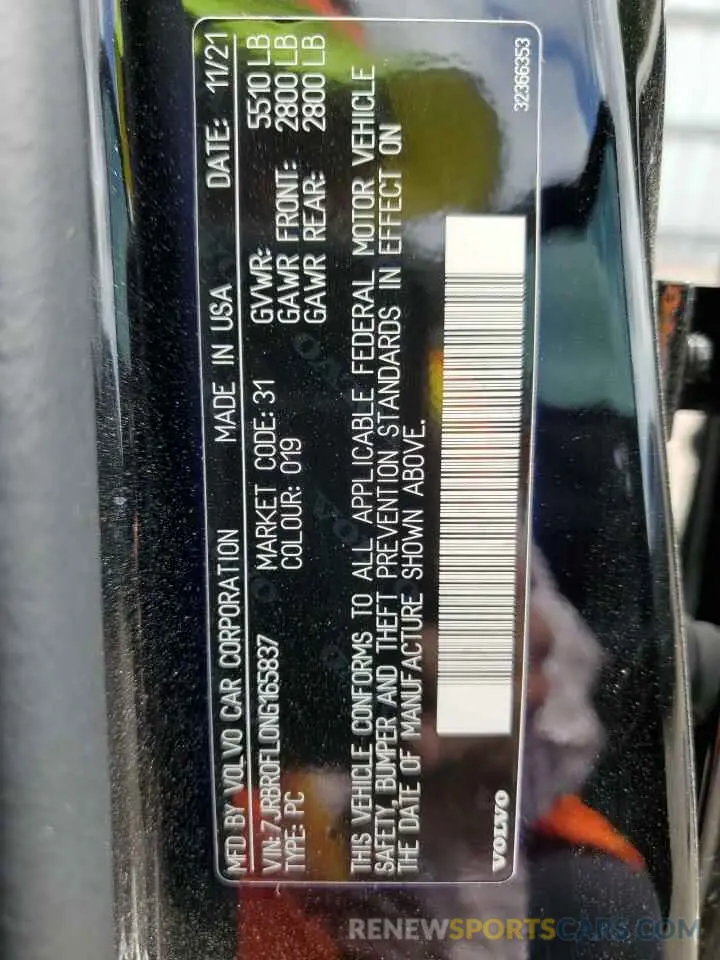 MFD BY VOLVO CAR CORPORATION MADE IN USA DATE: 11/21
VIN: 7JRBR0FL0NG165837 MARKET CODE: 31 GVWR: 5510 LB
TYPE: PC COLOUR: 019 GAWR FRONT: 2800 LB
GAWR REAR: 2800 LB
THIS VEHICLE CONFORMS TO ALL APPLICABLE FEDERAL MOTOR VEHICLE
SAFETY, BUMPER AND THEFT PREVENTION STANDARDS IN EFFECT ON
THE DATE OF MANUFACTURE SHOWN ABOVE.
VOLVO
32366353
RENEWSPORTSCARS.COM